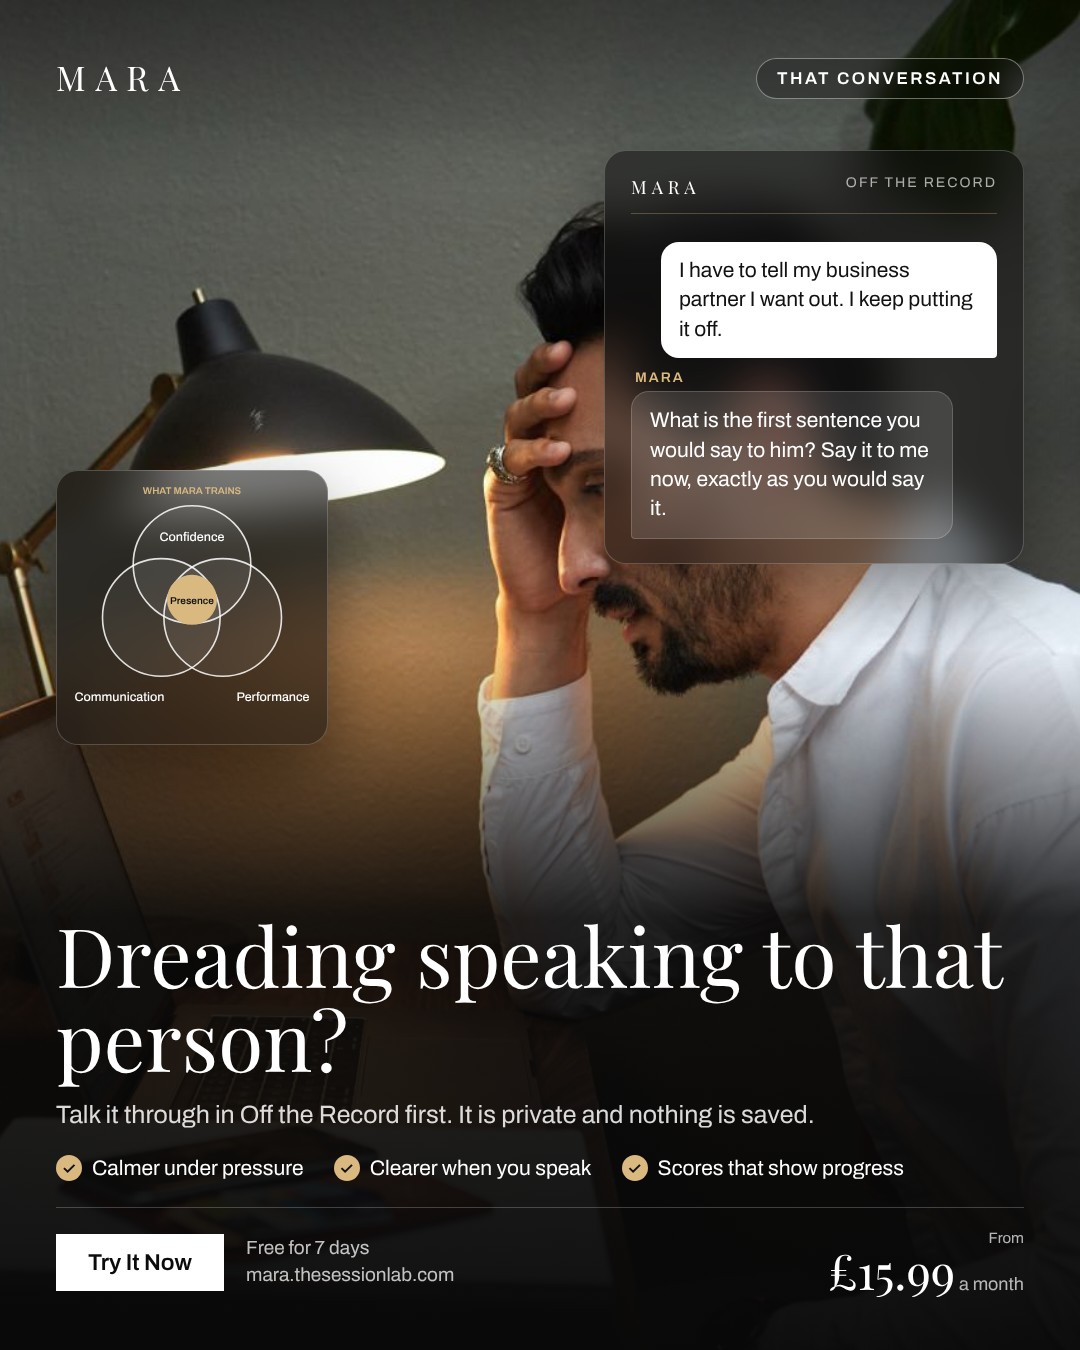 MARA
THAT CONVERSATION
MARA
OFF THE RECORD
I have to tell my business
partner I want out. I keep putting
it off.
MARA
What is the first sentence you
would say to him? Say it to me
now, exactly as you would say
it.
WHAT MARA TRAINS
Confidence
Presence
Communication
Performance
Dreading speaking to that
person?
Talk it through in Off the Record first. It is private and nothing is saved.
Calmer under pressure
Clearer when you speak
Scores that show progress
Try It Now
Free for 7 days
mara.thesessionlab.com
From
£15.99 a month